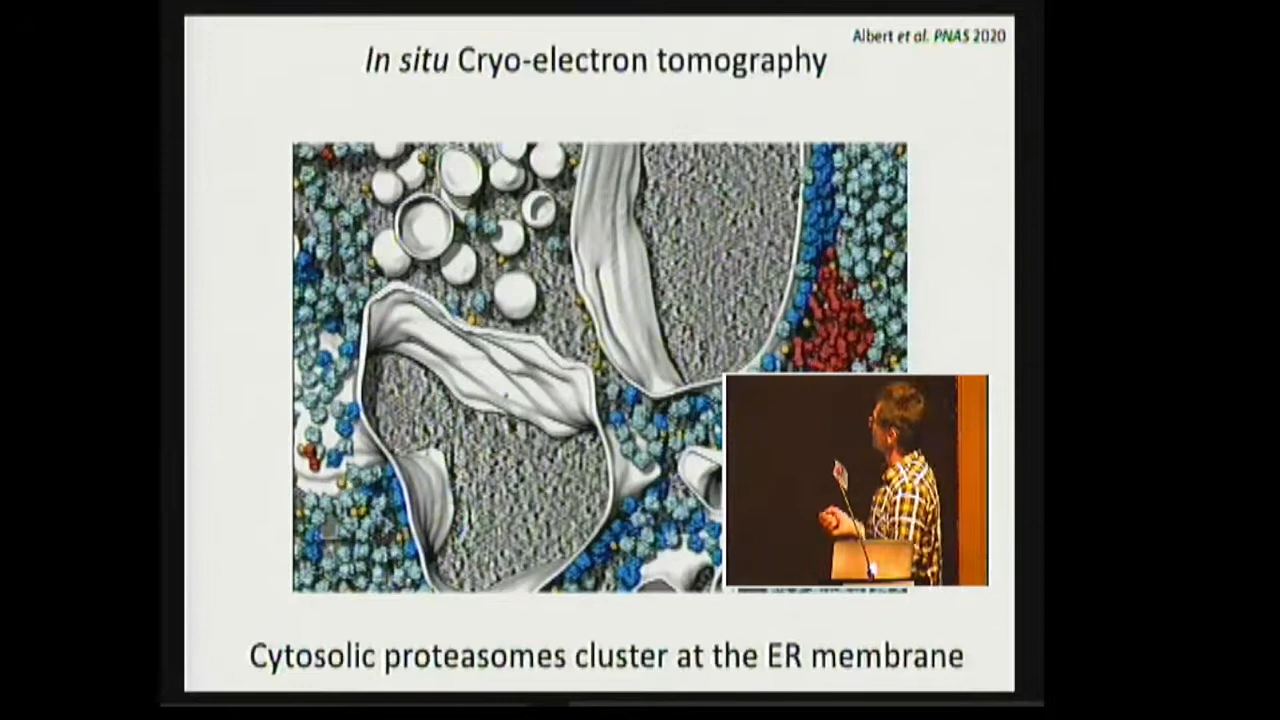 Albert et al. PNAS 2020
In situ Cryo-electron tomography
Cytosolic proteasomes cluster at the ER membrane